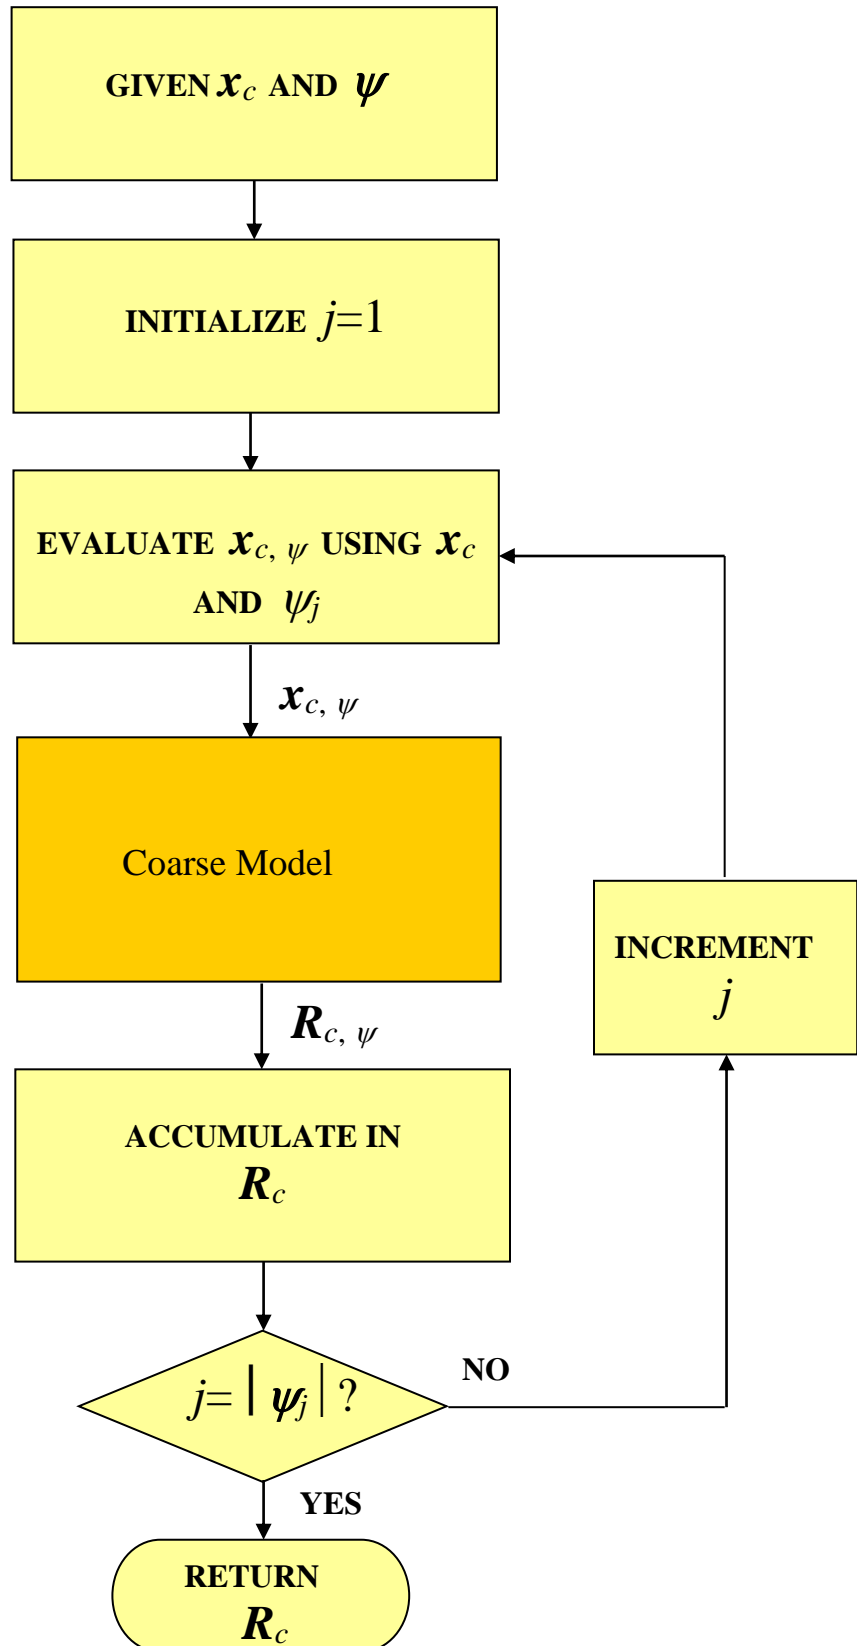 GIVEN x_c AND ψ
INITIALIZE j=1
EVALUATE x_c, ψ USING x_c
AND ψ_j
x_c, ψ
Coarse Model
R_c, ψ
INCREMENT
j
ACCUMULATE IN
R_c
j=|ψ_j|?
NO
YES
RETURN
R_c